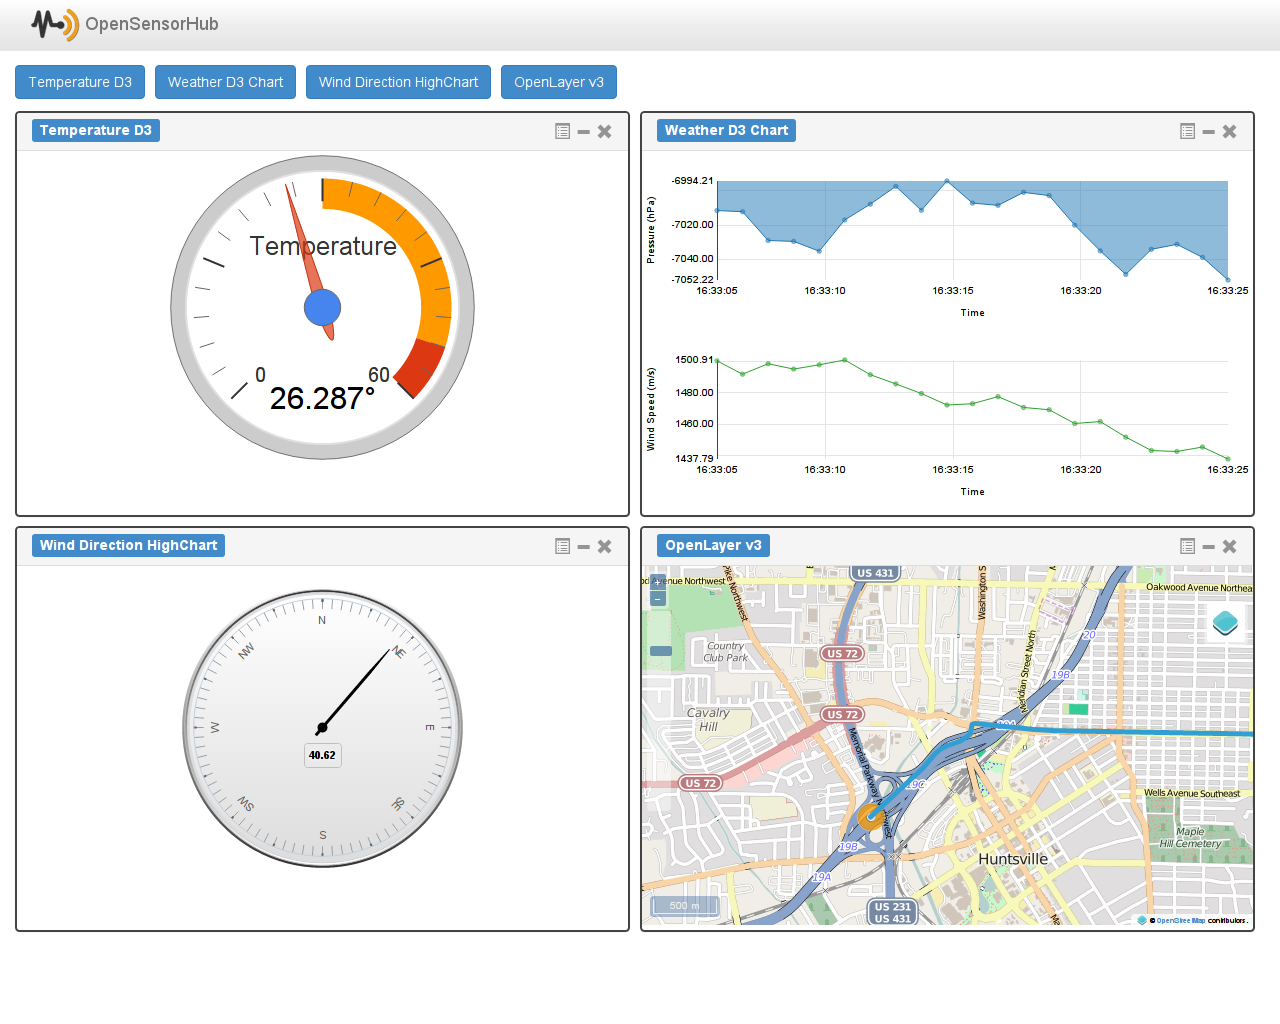 OpenSensorHub
Temperature D3
Weather D3 Chart
Wind Direction HighChart
OpenLayer v3
Temperature D3
Temperature
0
60
26.287°
Weather D3 Chart
-6994.21
-7020.00
-7040.00
-7052.22
Pressure (hPa)
16:33:05
16:33:10
16:33:15
16:33:20
16:33:25
Time
1500.91
1480.00
1460.00
1437.79
Wind Speed (m/s)
16:33:05
16:33:10
16:33:15
16:33:20
16:33:25
Time
Wind Direction HighChart
N
NE
E
SE
S
SW
W
NW
40.62
OpenLayer v3
US 431
Avenue Northwest
Pike Northwest
Washington S
Oakwood Avenue Northeas
20
Country
Club Park
US 72
Meridian Street North
19B
Cavalry
Hill
US 72
Memorial Parkway Northwest
US 72
19C
Wells Avenue Southeast
19B
Maple
Hill Cemetery
Huntsville
19A
500 m
US 231
US 431
© OpenStreetMap contributors.